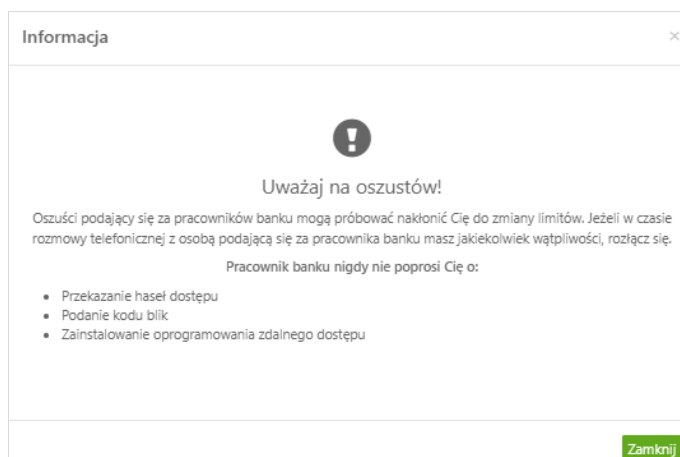 Informacja
×
Uważaj na oszustów!
Oszuści podający się za pracowników banku mogą próbować nakłonić Cię do zmiany limitów. Jeżeli w czasie
rozmowy telefonicznej z osobą podającą się za pracownika banku masz jakiekolwiek wątpliwości, rozłącz się.
Pracownik banku nigdy nie poprosi Cię o:
• Przekazanie haseł dostępu
• Podanie kodu blik
• Zainstalowanie oprogramowania zdalnego dostępu
Zamknij